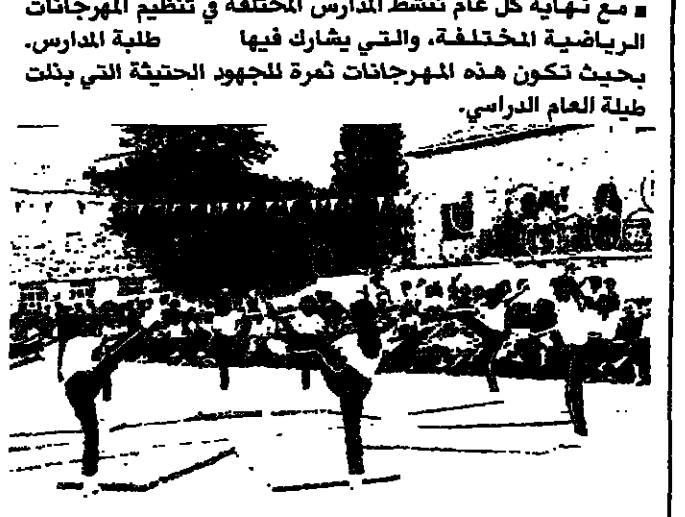 ■ مع نهاية كل عام تنشط المدارس المختلفة في تنظيم المهرجانات
الرياضية المختلفة، والتي يشارك فيها طلبة المدارس.
بحيث تكون هذه المهرجانات ثمرة للجهود الحثيثة التي بذلت
طيلة العام الدراسي.